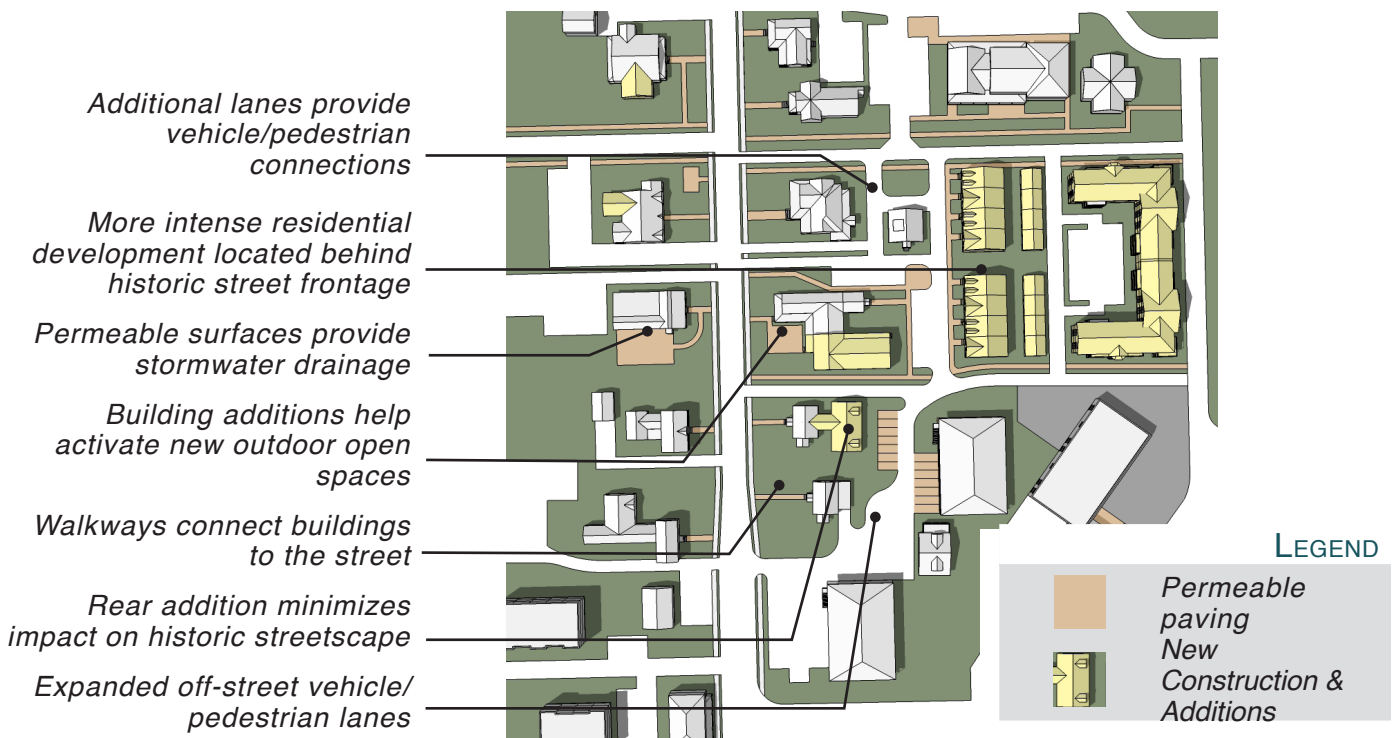 Additional lanes provide
vehicle/pedestrian
connections
More intense residential
development located behind
historic street frontage
Permeable surfaces provide
stormwater drainage
Building additions help
activate new outdoor open
spaces
Walkways connect buildings
to the street
Rear addition minimizes
impact on historic streetscape
Expanded off-street vehicle/
pedestrian lanes
LEGEND
Permeable
paving
New
Construction &
Additions